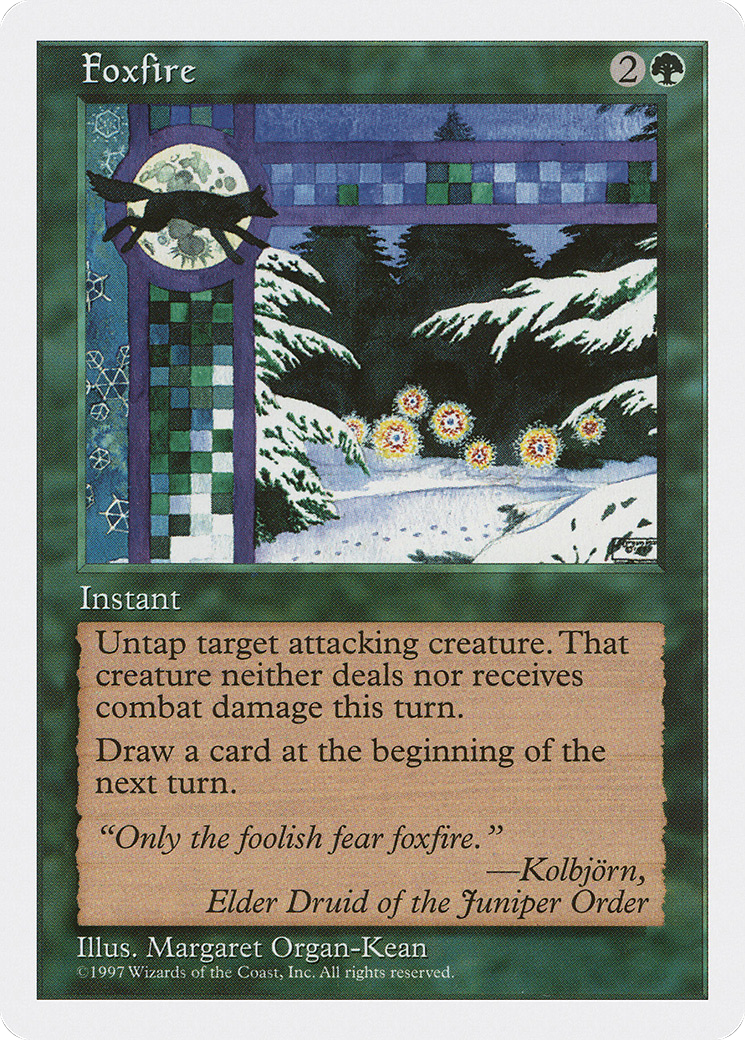 Foxfire
2
Instant
Untap target attacking creature. That
creature neither deals nor receives
combat damage this turn.
Draw a card at the beginning of the
next turn.
“Only the foolish fear foxfire.”
—Kolbjörn,
Elder Druid of the Juniper Order
Illus. Margaret Organ-Kean
©1997 Wizards of the Coast, Inc. All rights reserved.